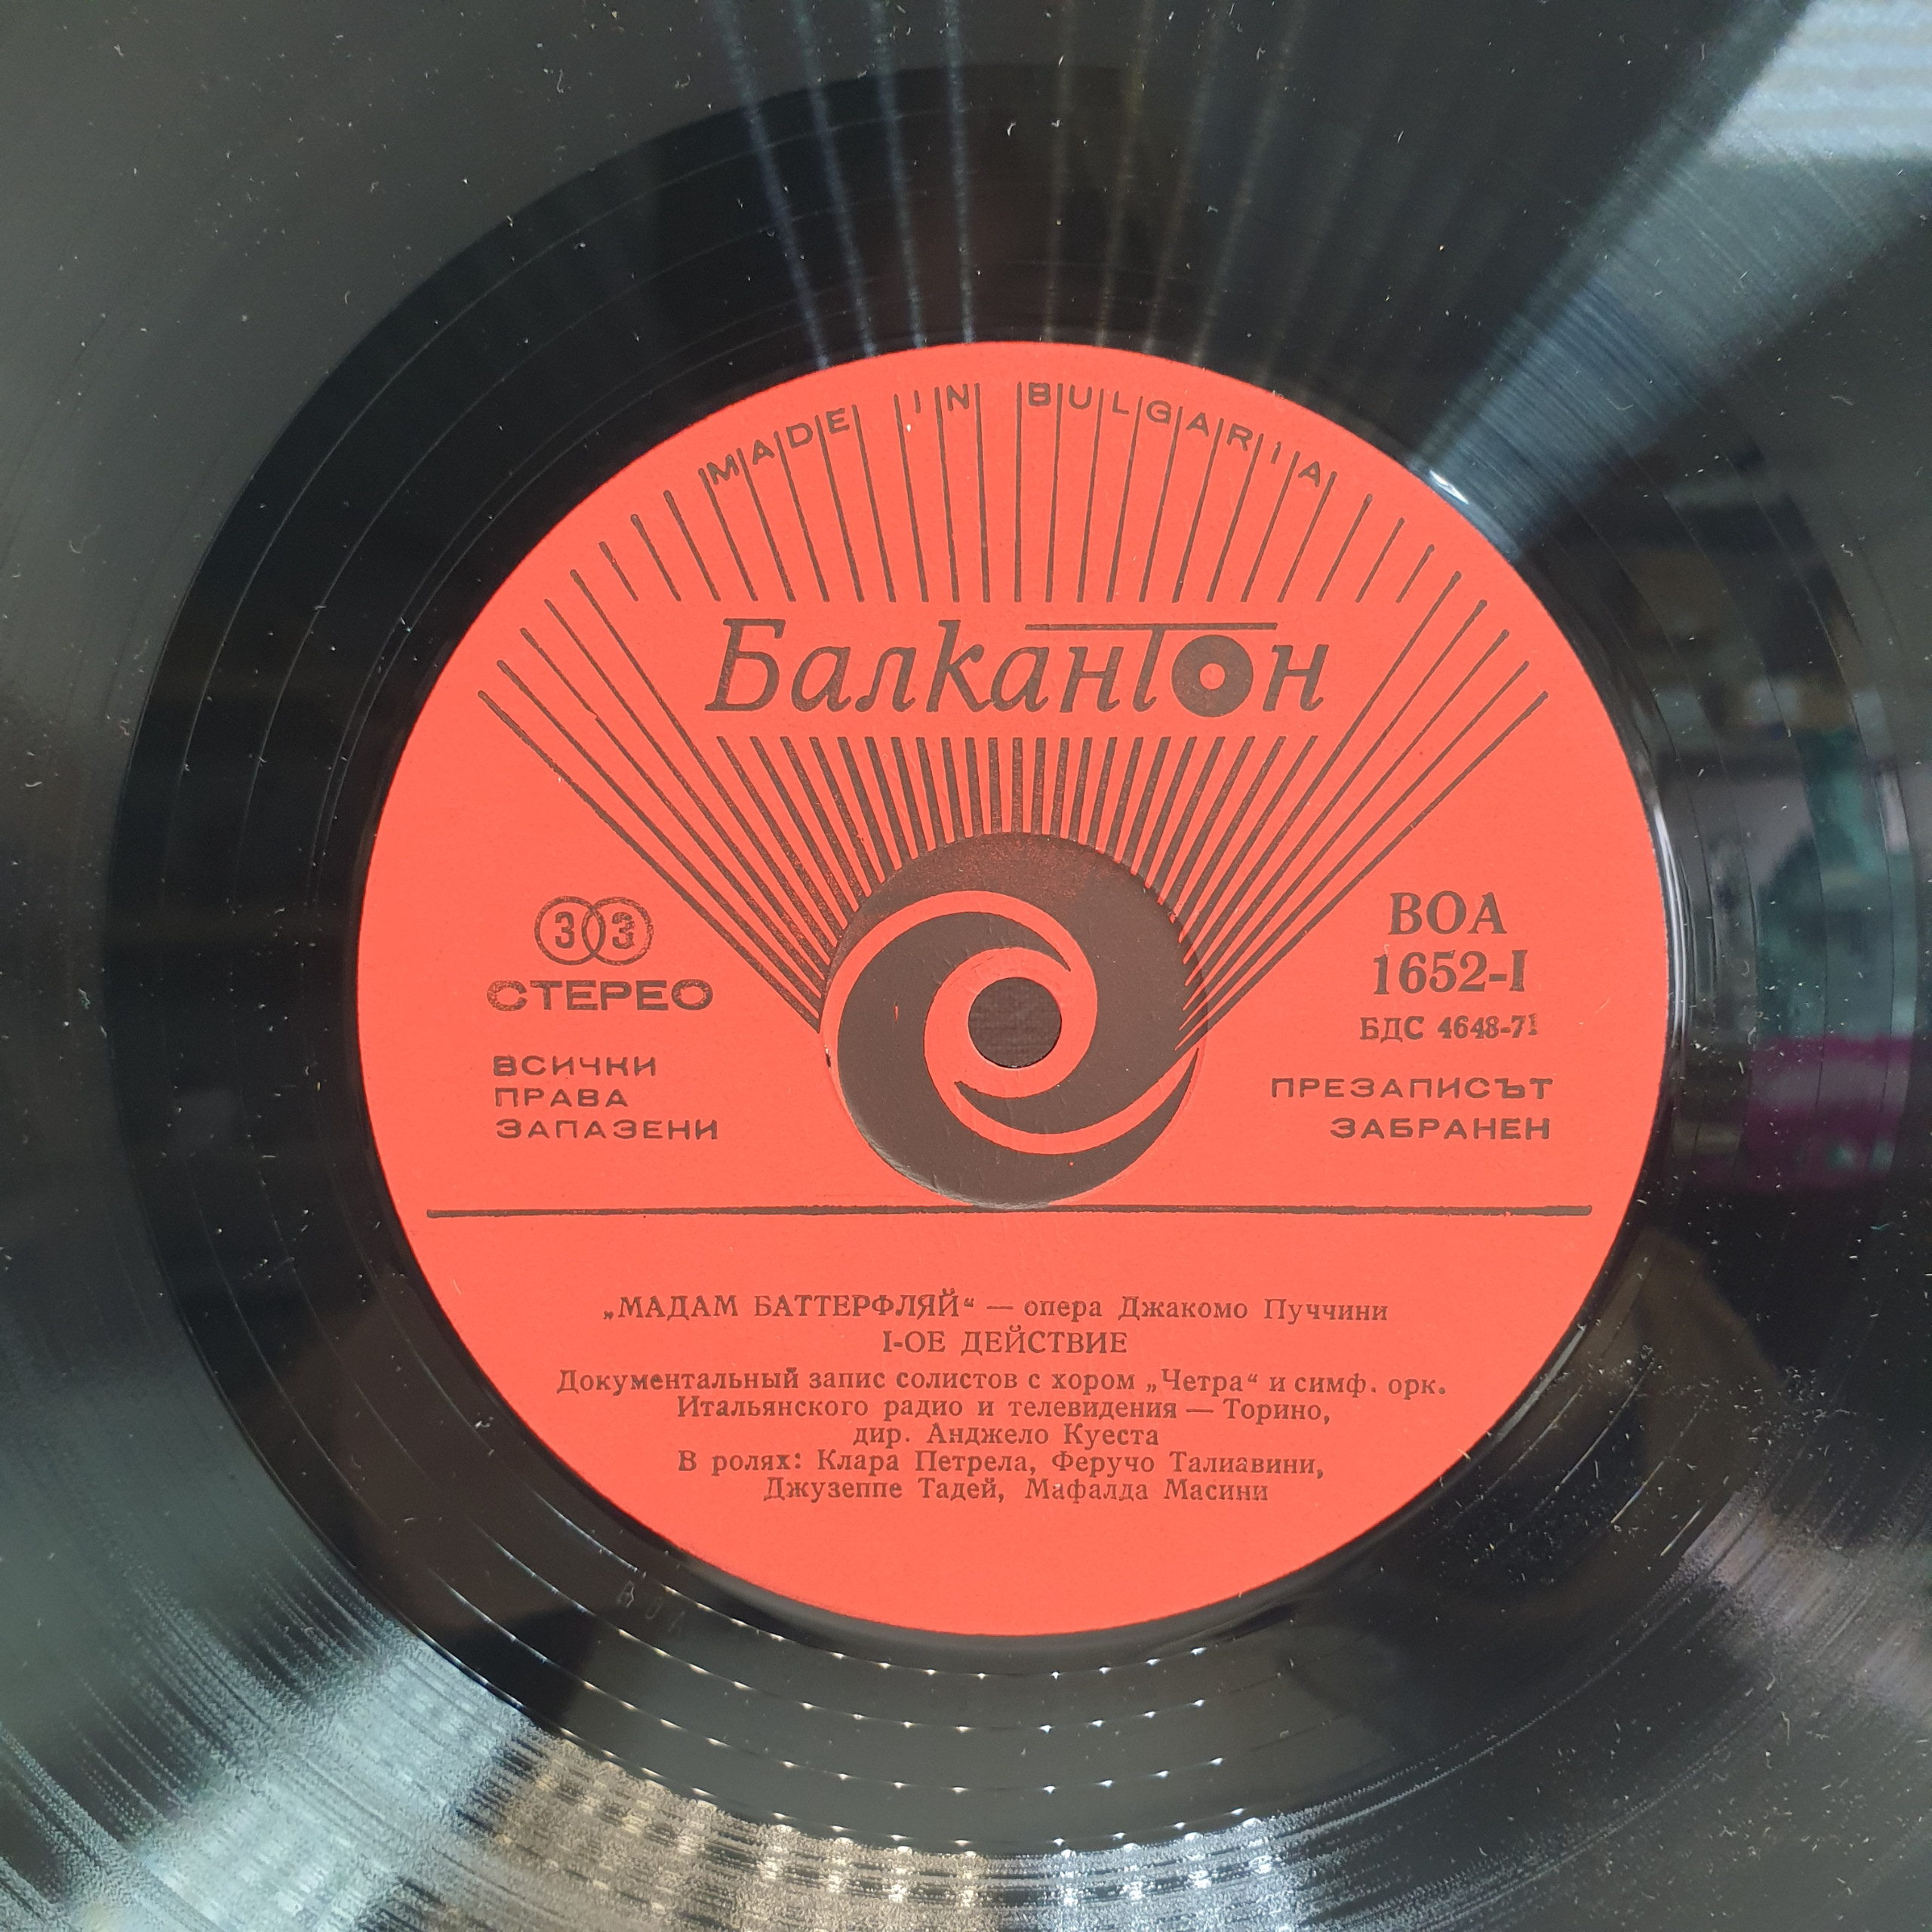 MADE IN BULGARIA
Балкантон
33
СТЕРЕО
ВСИЧКИ
ПРАВА
ЗАПАЗЕНИ
ВОА
1652-I
БДС 4648-71
ПРЕЗАПИСЪТ
ЗАБРАНЕН
„МАДАМ БАТТЕРФЛЯЙ“ — опера Джакомо Пуччини
I-ОЕ ДЕЙСТВИЕ
Документальный запис солистов с хором „Четра“ и симф. орк.
Итальянского радио и телевидения — Торино,
дир. Анджело Куеста
В ролях: Клара Петрела, Феручо Талиавини,
Джузеппе Тадей, Мафалда Масини
ВОА